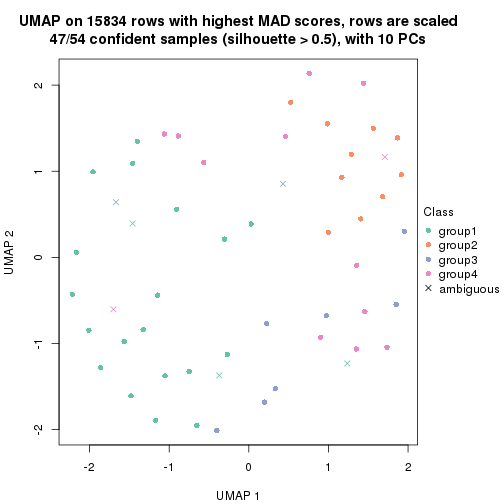 UMAP on 15834 rows with highest MAD scores, rows are scaled
47/54 confident samples (silhouette > 0.5), with 10 PCs
2
1
0
-1
-2
UMAP 2
-2
-1
0
1
2
UMAP 1
Class
group1
group2
group3
group4
ambiguous